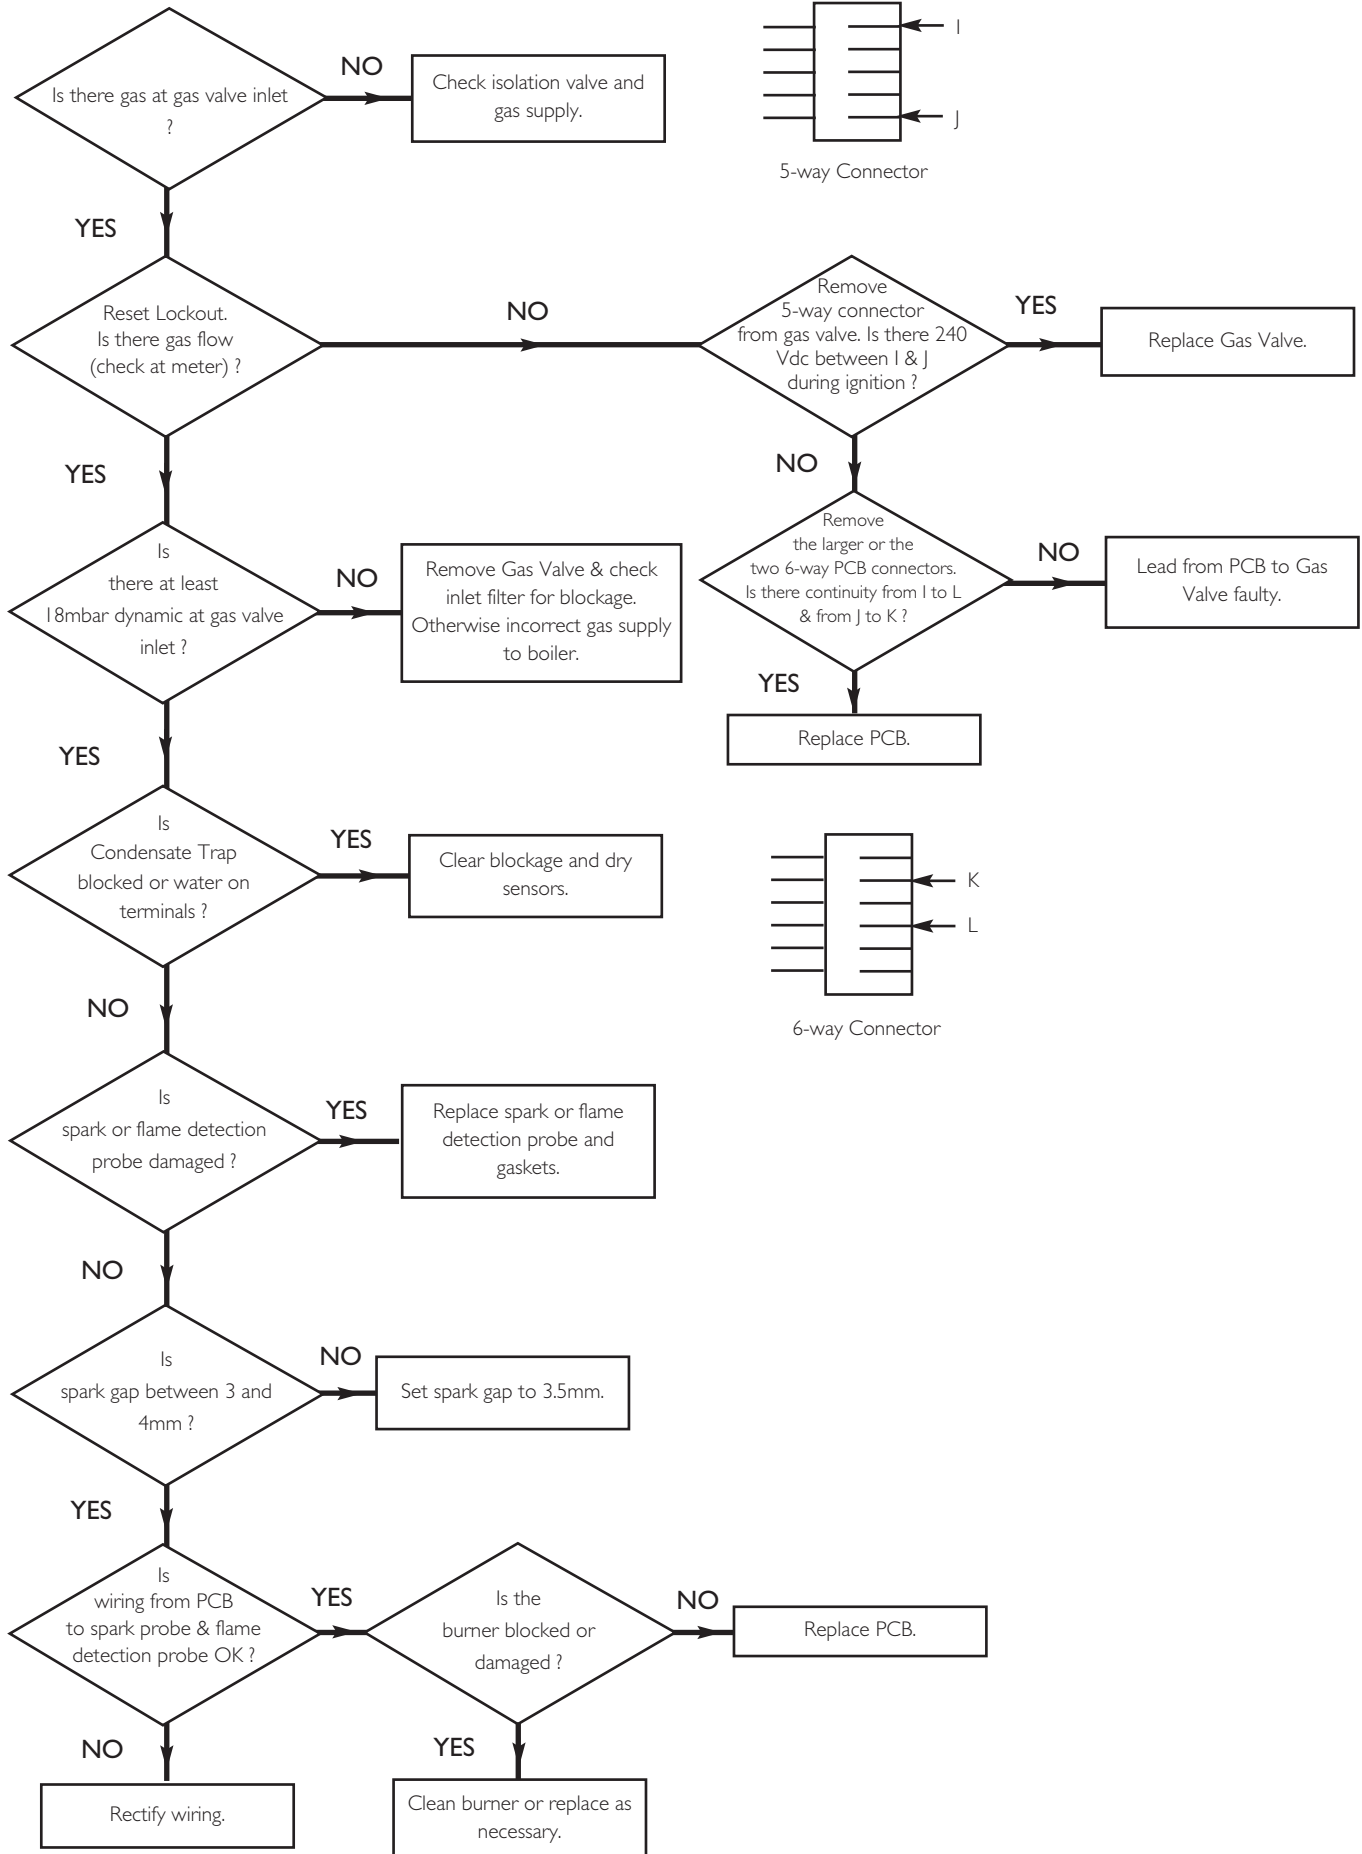 Is there gas at gas valve inlet
?
NO
Check isolation valve and
gas supply.
I
J
5-way Connector
YES
Reset Lockout.
Is there gas flow
(check at meter) ?
NO
Remove
5-way connector
from gas valve. Is there 240
Vdc between I & J
during ignition ?
YES
Replace Gas Valve.
YES
NO
Is
there at least
18mbar dynamic at gas valve
inlet ?
NO
Remove Gas Valve & check
inlet filter for blockage.
Otherwise incorrect gas supply
to boiler.
Remove
the larger or the
two 6-way PCB connectors.
Is there continuity from I to L
& from J to K ?
NO
Lead from PCB to Gas
Valve faulty.
YES
Replace PCB.
YES
Is
Condensate Trap
blocked or water on
terminals ?
YES
Clear blockage and dry
sensors.
K
L
6-way Connector
NO
Is
spark or flame detection
probe damaged ?
YES
Replace spark or flame
detection probe and
gaskets.
NO
Is
spark gap between 3 and
4mm ?
NO
Set spark gap to 3.5mm.
YES
Is
wiring from PCB
to spark probe & flame
detection probe OK ?
YES
Is the
burner blocked or
damaged ?
NO
Replace PCB.
NO
Rectify wiring.
YES
Clean burner or replace as
necessary.